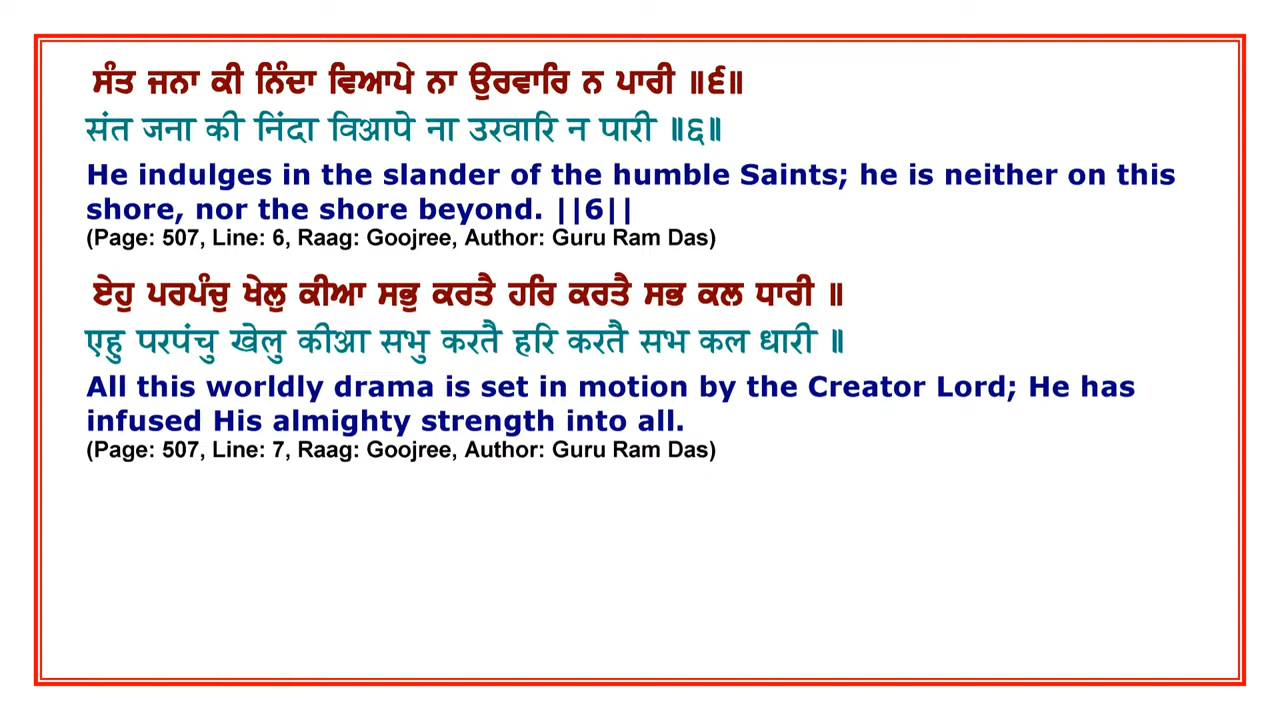 ਸੰਤ ਜਨਾ ਕੀ ਨਿੰਦਾ ਵਿਆਪੇ ਨਾ ਉਰਵਾਰਿ ਨ ਪਾਰੀ ॥੬॥
संत जना की निंदा विआपे ना उरवारि न पारी ॥६॥
He indulges in the slander of the humble Saints; he is neither on this
shore, nor the shore beyond. ||6||
(Page: 507, Line: 6, Raag: Goojree, Author: Guru Ram Das)
ਏਹੁ ਪਰਪੰਚੁ ਖੇਲੁ ਕੀਆ ਸਭੁ ਕਰਤੈ ਹਰਿ ਕਰਤੈ ਸਭ ਕਲ ਧਾਰੀ ॥
एहु परपंचु खेलु कीआ सभु करतै हरि करतै सभ कल धारी ॥
All this worldly drama is set in motion by the Creator Lord; He has
infused His almighty strength into all.
(Page: 507, Line: 7, Raag: Goojree, Author: Guru Ram Das)